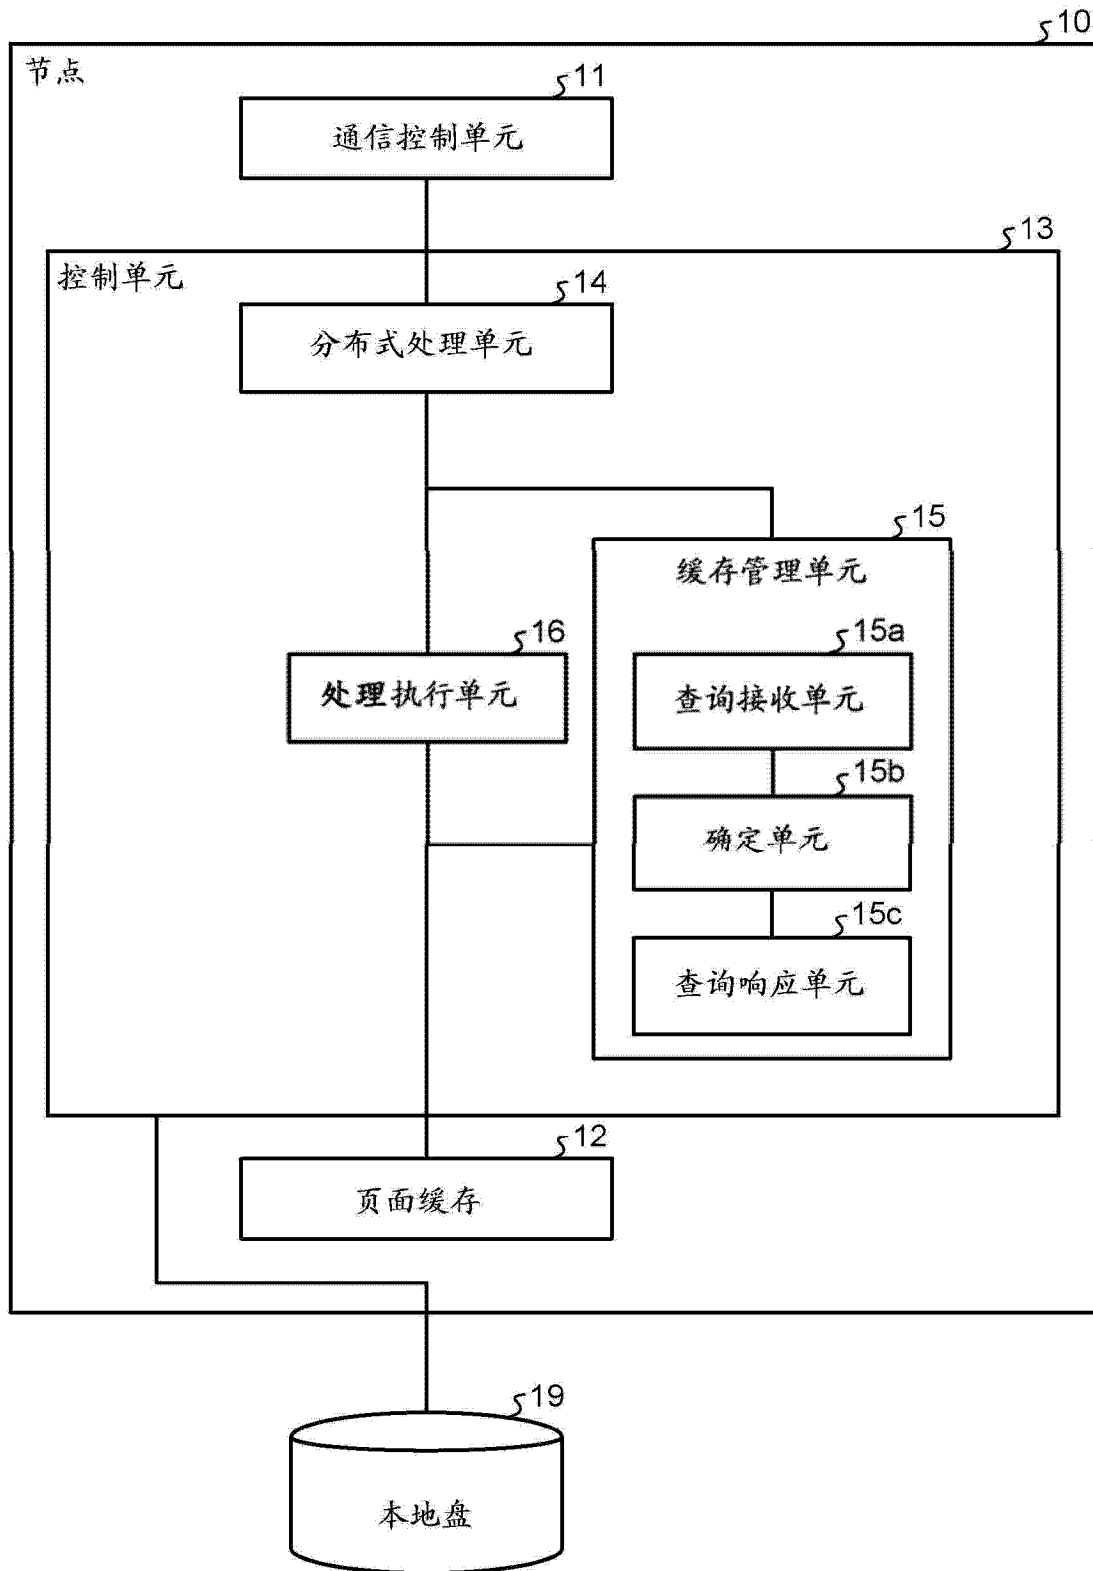 10
节点
11
通信控制单元
13
控制单元
14
分布式处理单元
15
缓存管理单元
16
处理执行单元
15a
查询接收单元
15b
确定单元
15c
查询响应单元
12
页面缓存
19
本地盘